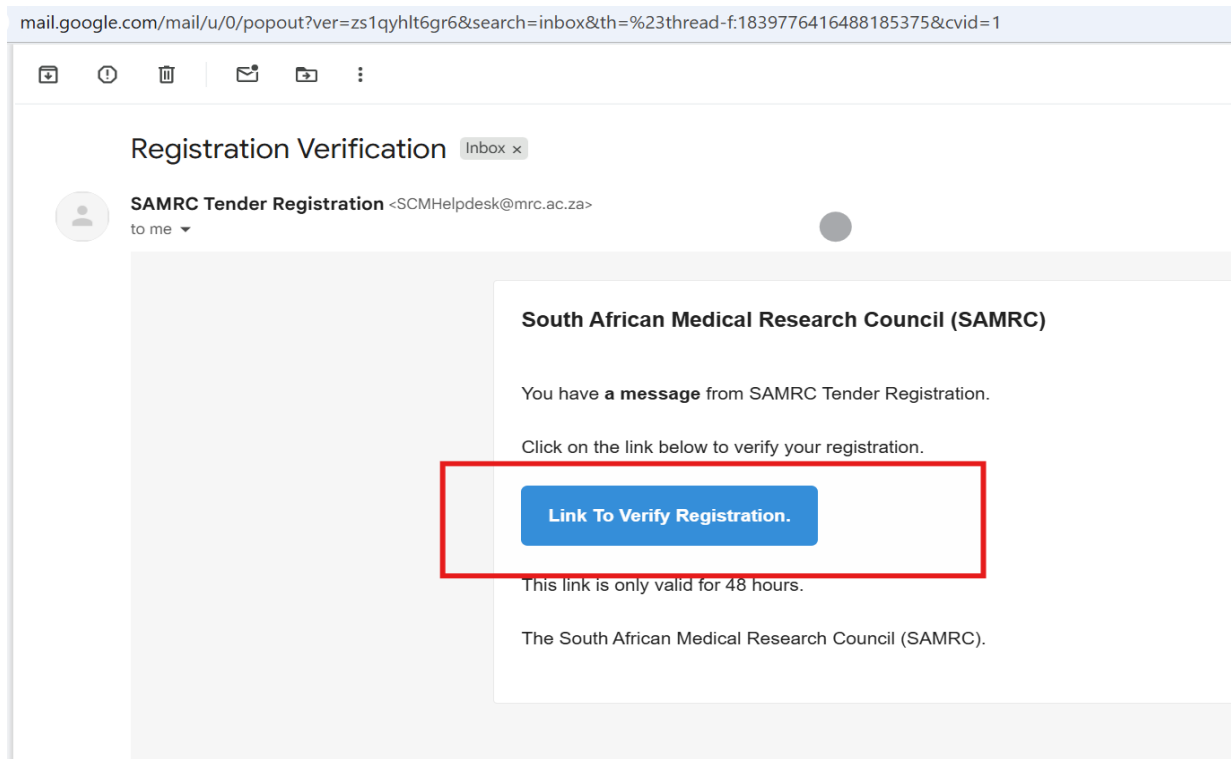 mail.google.com/mail/u/0/popout?ver=zs1qyhlt6gr6&search=inbox&th=%23thread-f:1839776416488185375&cvid=1
Registration Verification Inbox x
SAMRC Tender Registration <SCMHelpdesk@mrc.ac.za>
to me
South African Medical Research Council (SAMRC)
You have a message from SAMRC Tender Registration.
Click on the link below to verify your registration.
Link To Verify Registration.
This link is only valid for 48 hours.
The South African Medical Research Council (SAMRC).